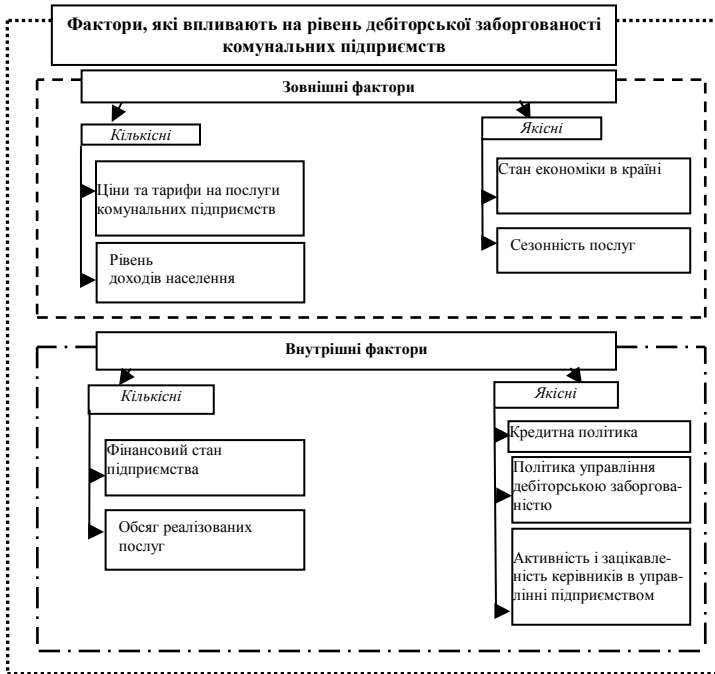 Фактори, які впливають на рівень дебіторської заборгованості
комунальних підприємств
Зовнішні фактори
Кількісні
Ціни та тарифи на послуги
комунальних підприємств
Рівень
доходів населення
Якісні
Стан економіки в країні
Сезонність послуг
Внутрішні фактори
Кількісні
Фінансовий стан
підприємства
Обсяг реалізованих
послуг
Якісні
Кредитна політика
Політика управління
дебіторською заборгова-
ністю
Активність і зацікавле-
ність керівників в управ-
лінні підприємством